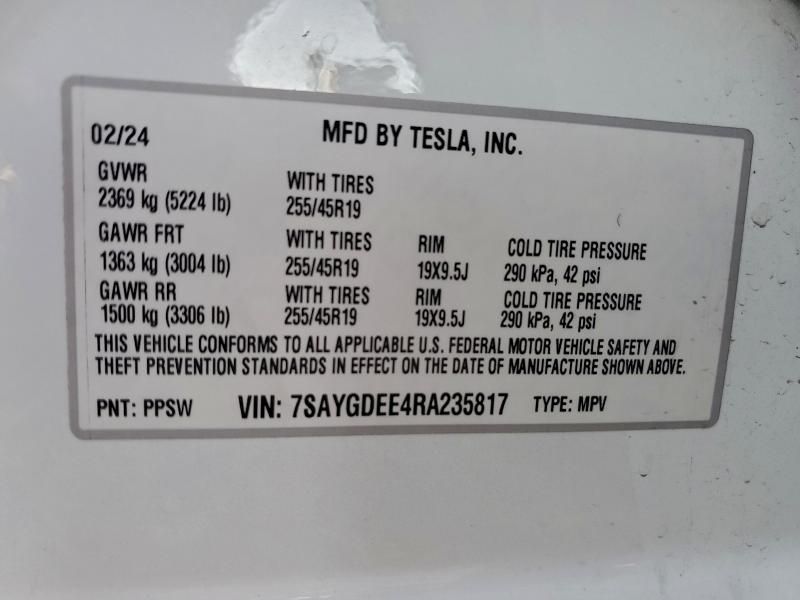 02/24 MFD BY TESLA, INC.
GVWR WITH TIRES
2369 kg (5224 lb) 255/45R19
GAWR FRT WITH TIRES RIM COLD TIRE PRESSURE
1363 kg (3004 lb) 255/45R19 19X9.5J 290 kPa, 42 psi
GAWR RR WITH TIRES RIM COLD TIRE PRESSURE
1500 kg (3306 lb) 255/45R19 19X9.5J 290 kPa, 42 psi
THIS VEHICLE CONFORMS TO ALL APPLICABLE U.S. FEDERAL MOTOR VEHICLE SAFETY AND
THEFT PREVENTION STANDARDS IN EFFECT ON THE DATE OF MANUFACTURE SHOWN ABOVE.
PNT: PPSW VIN: 7SAYGDEE4RA235817 TYPE: MPV